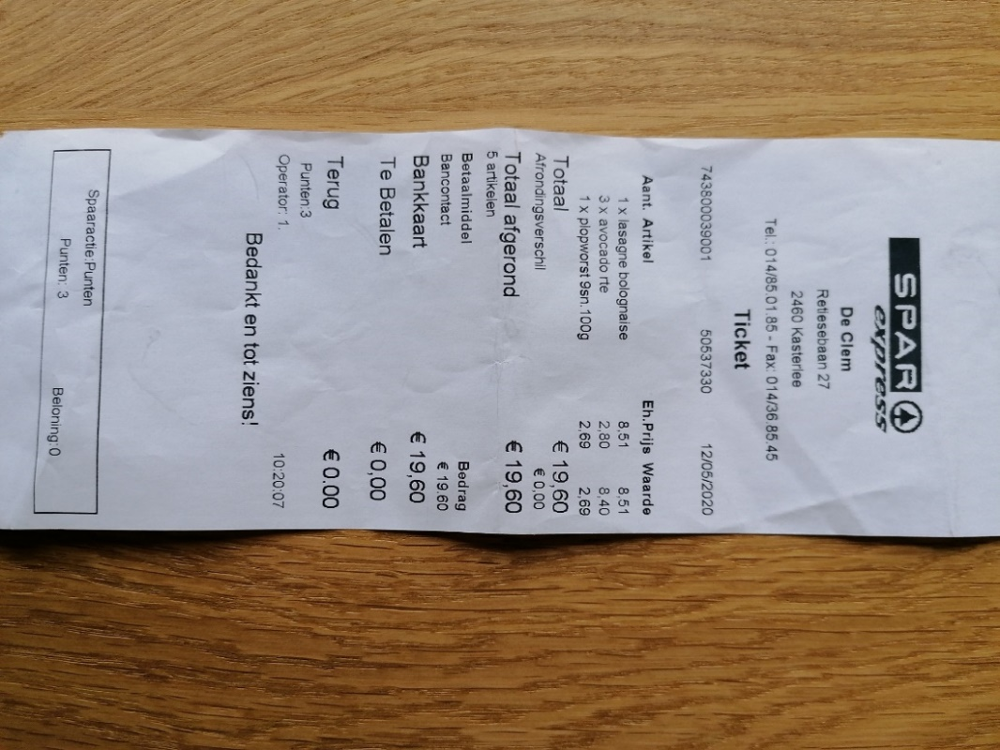 SPAR
express
De Clem
Retiesebaan 27
2460 Kasterlee
Tel.: 014/85.01.85 - Fax: 014/36.85.45
Ticket
743800039001 50537330 12/05/2020
Aant. Artikel Eh.Prijs Waarde
1 x lasagne bolognaise 8,51 8,51
3 x avocado rte 2,80 8,40
1 x plopworst 9sn.100g 2,69 2,69
Totaal € 19,60
Afrondingsverschil € 0,00
Totaal afgerond € 19,60
5 artikelen
Betaalmiddel Bedrag
Bancontact € 19.60
Bankkaart € 19,60
Te Betalen € 0,00
Terug € 0.00
Punten:3
Operator: 1. 10:20:07
Bedankt en tot ziens!
Spaaractie:Punten
Punten: 3 Beloning:0